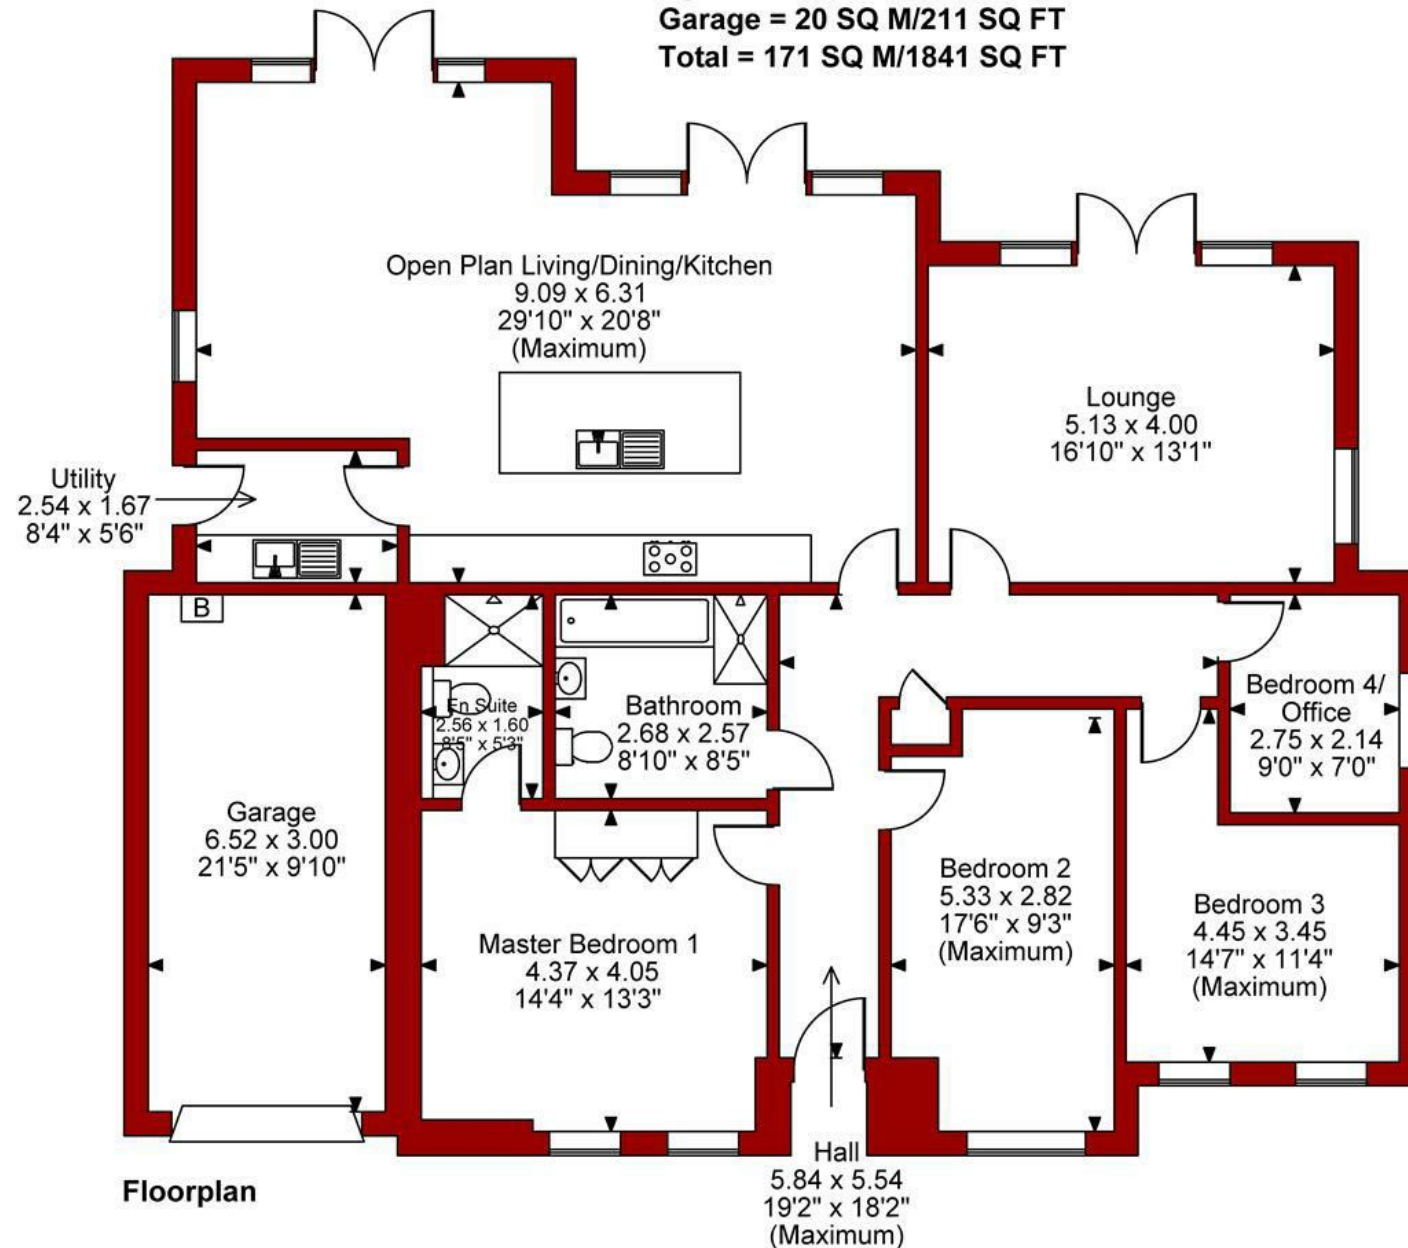 Garage = 20 SQ M/211 SQ FT
Total = 171 SQ M/1841 SQ FT
Open Plan Living/Dining/Kitchen
9.09 x 6.31
29'10" x 20'8"
(Maximum)
Lounge
5.13 x 4.00
16'10" x 13'1"
Utility
2.54 x 1.67
8'4" x 5'6"
B
En Suite
2.56 x 1.60
8'5" x 5'3"
Bathroom
2.68 x 2.57
8'10" x 8'5"
Bedroom 4/
Office
2.75 x 2.14
9'0" x 7'0"
Garage
6.52 x 3.00
21'5" x 9'10"
Master Bedroom 1
4.37 x 4.05
14'4" x 13'3"
Bedroom 2
5.33 x 2.82
17'6" x 9'3"
(Maximum)
Bedroom 3
4.45 x 3.45
14'7" x 11'4"
(Maximum)
Hall
5.84 x 5.54
19'2" x 18'2"
(Maximum)
Floorplan